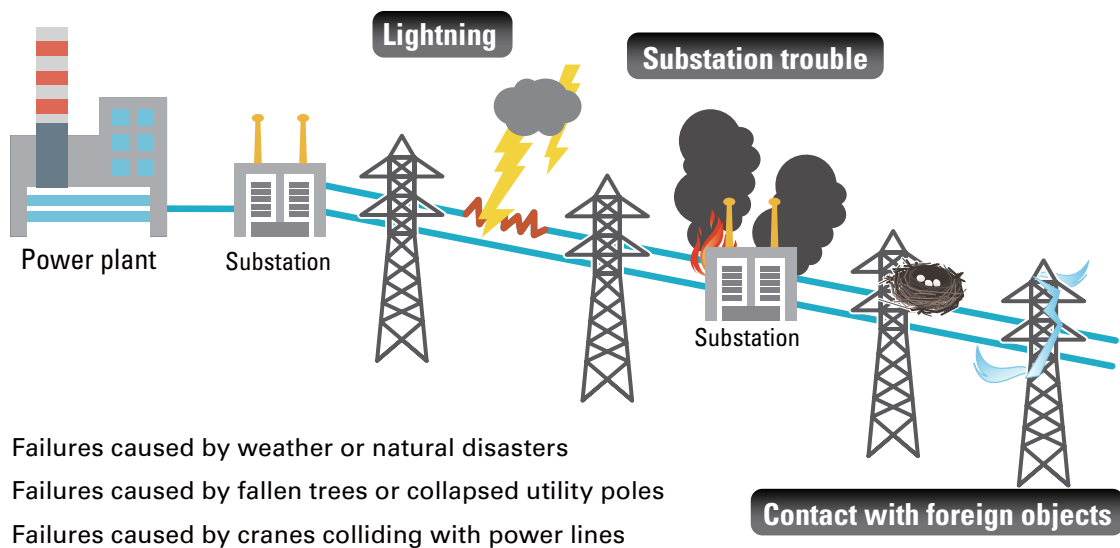 Lightning
Substation trouble
Power plant
Substation
Substation
Failures caused by weather or natural disasters
Failures caused by fallen trees or collapsed utility poles
Failures caused by cranes colliding with power lines
Contact with foreign objects